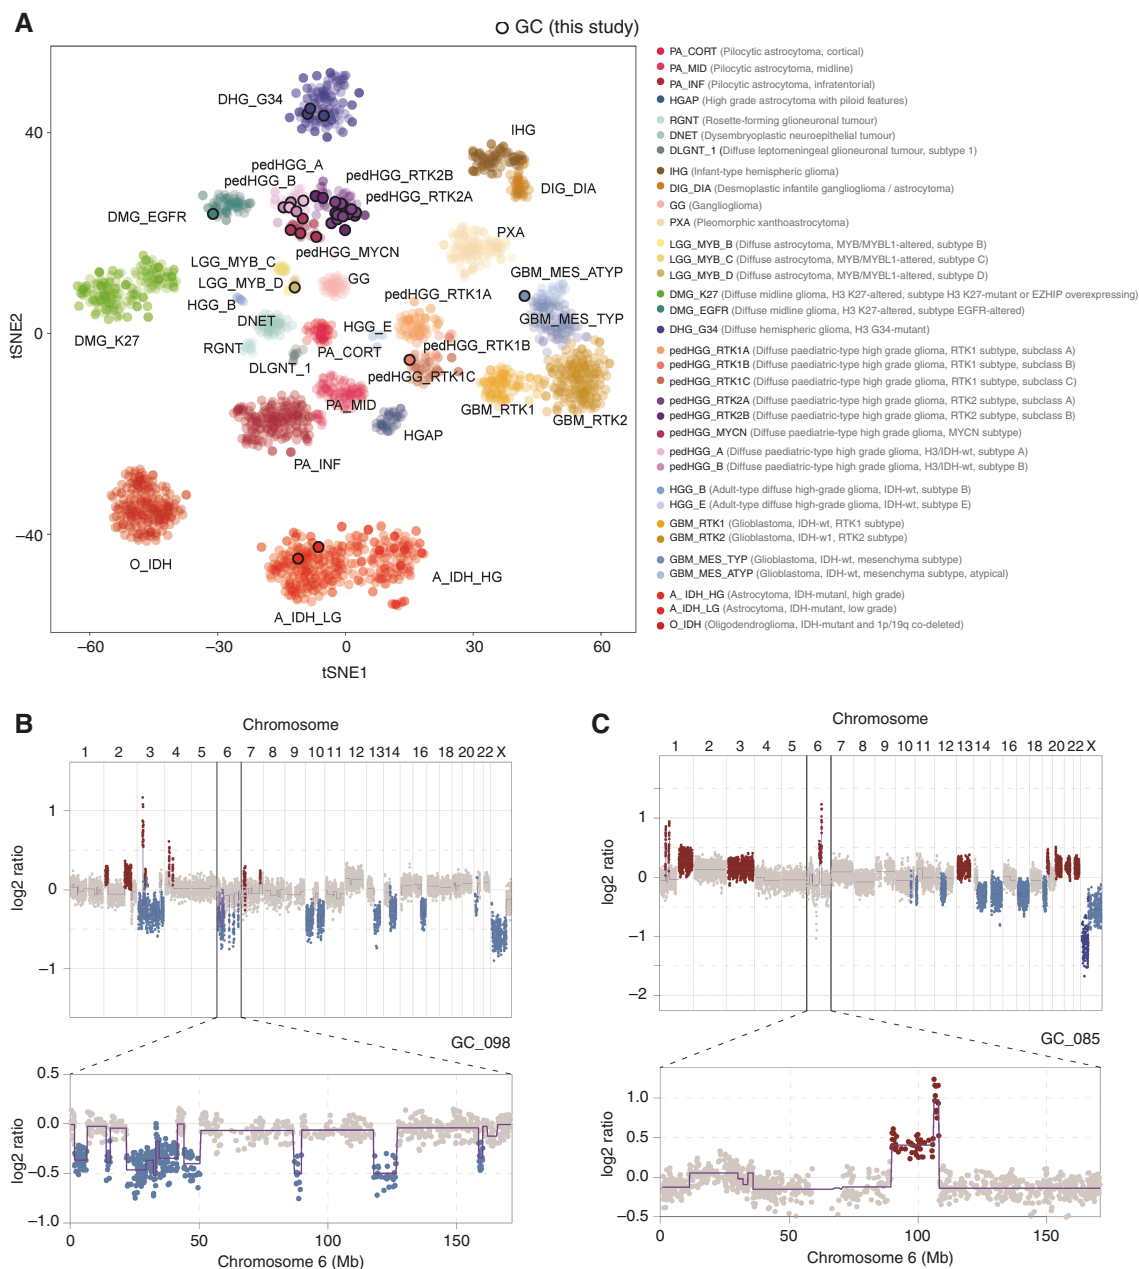 A
GC (this study)
DHG_G34
IHG
pedHGG_A
pedHGG_B
pedHGG_RTK2B
pedHGG_RTK2A
DIG_DIA
DMG_EGFR
PXA
pedHGG_MYCN
LGG_MYB_C
LGG_MYB_D
GG
GBM_MES_ATYP
HGG_B
pedHGG_RTK1A
DNET
HGG_E
GBM_MES_TYP
DMG_K27
RGNT
PA_CORT
pedHGG_RTK1B
DLGNT_1
pedHGG_RTK1C
PA_MID
GBM_RTK1
GBM_RTK2
HGAP
PA_INF
O_IDH
A_IDH_HG
A_IDH_LG
40
0
−40
tSNE2
−60 −30 0 30 60
tSNE1
PA_CORT (Pilocytic astrocytoma, cortical)
PA_MID (Pilocytic astrocytoma, midline)
PA_INF (Pilocytic astrocytoma, infratentorial)
HGAP (High grade astrocytoma with piloid features)
RGNT (Rosette-forming glioneuronal tumour)
DNET (Dysembryoplastic neuroepithelial tumour)
DLGNT_1 (Diffuse leptomeningeal glioneuronal tumour, subtype 1)
IHG (Infant-type hemispheric glioma)
DIG_DIA (Desmoplastic infantile ganglioglioma / astrocytoma)
GG (Ganglioglioma)
PXA (Pleomorphic xanthoastrocytoma)
LGG_MYB_B (Diffuse astrocytoma, MYB/MYBL1-altered, subtype B)
LGG_MYB_C (Diffuse astrocytoma, MYB/MYBL1-altered, subtype C)
LGG_MYB_D (Diffuse astrocytoma, MYB/MYBL1-altered, subtype D)
DMG_K27 (Diffuse midline glioma, H3 K27-altered, subtype H3 K27-mutant or EZHIP overexpressing)
DMG_EGFR (Diffuse midline glioma, H3 K27-altered, subtype EGFR-altered)
DHG_G34 (Diffuse hemispheric glioma, H3 G34-mutant)
pedHGG_RTK1A (Diffuse paediatric-type high grade glioma, RTK1 subtype, subclass A)
pedHGG_RTK1B (Diffuse paediatric-type high grade glioma, RTK1 subtype, subclass B)
pedHGG_RTK1C (Diffuse paediatric-type high grade glioma, RTK1 subtype, subclass C)
pedHGG_RTK2A (Diffuse paediatric-type high grade glioma, RTK2 subtype, subclass A)
pedHGG_RTK2B (Diffuse paediatric-type high grade glioma, RTK2 subtype, subclass B)
pedHGG_MYCN (Diffuse paediatrie-type high grade glioma, MYCN subtype)
pedHGG_A (Diffuse paediatric-type high grade glioma, H3/IDH-wt, subtype A)
pedHGG_B (Diffuse paediatric-type high grade glioma, H3/IDH-wt, subtype B)
HGG_B (Adult-type diffuse high-grade glioma, IDH-wt, subtype B)
HGG_E (Adult-type diffuse high-grade glioma, IDH-wt, subtype E)
GBM_RTK1 (Glioblastoma, IDH-wt, RTK1 subtype)
GBM_RTK2 (Glioblastoma, IDH-w1, RTK2 subtype)
GBM_MES_TYP (Glioblastoma, IDH-wt, mesenchyma subtype)
GBM_MES_ATYP (Glioblastoma, IDH-wt, mesenchyma subtype, atypical)
A_ IDH_HG (Astrocytoma, IDH-mutanl, high grade)
A_IDH_LG (Astrocytoma, IDH-mutant, low grade)
O_IDH (Oligodendroglioma, IDH-mutant and 1p/19q co-deleted)
B
Chromosome
1 2 3 4 5 6 7 8 9 10 11 12 13 14 16 18 20 22 X
1
0
−1
log2 ratio
GC_098
0.5
0.0
−0.5
−1.0
log2 ratio
0 50 100 150
Chromosome 6 (Mb)
C
Chromosome
1 2 3 4 5 6 7 8 9 10 11 12 13 14 16 18 20 22 X
1
0
−1
−2
log2 ratio
GC_085
1.0
0.5
0.0
−0.5
log2 ratio
0 50 100 150
Chromosome 6 (Mb)